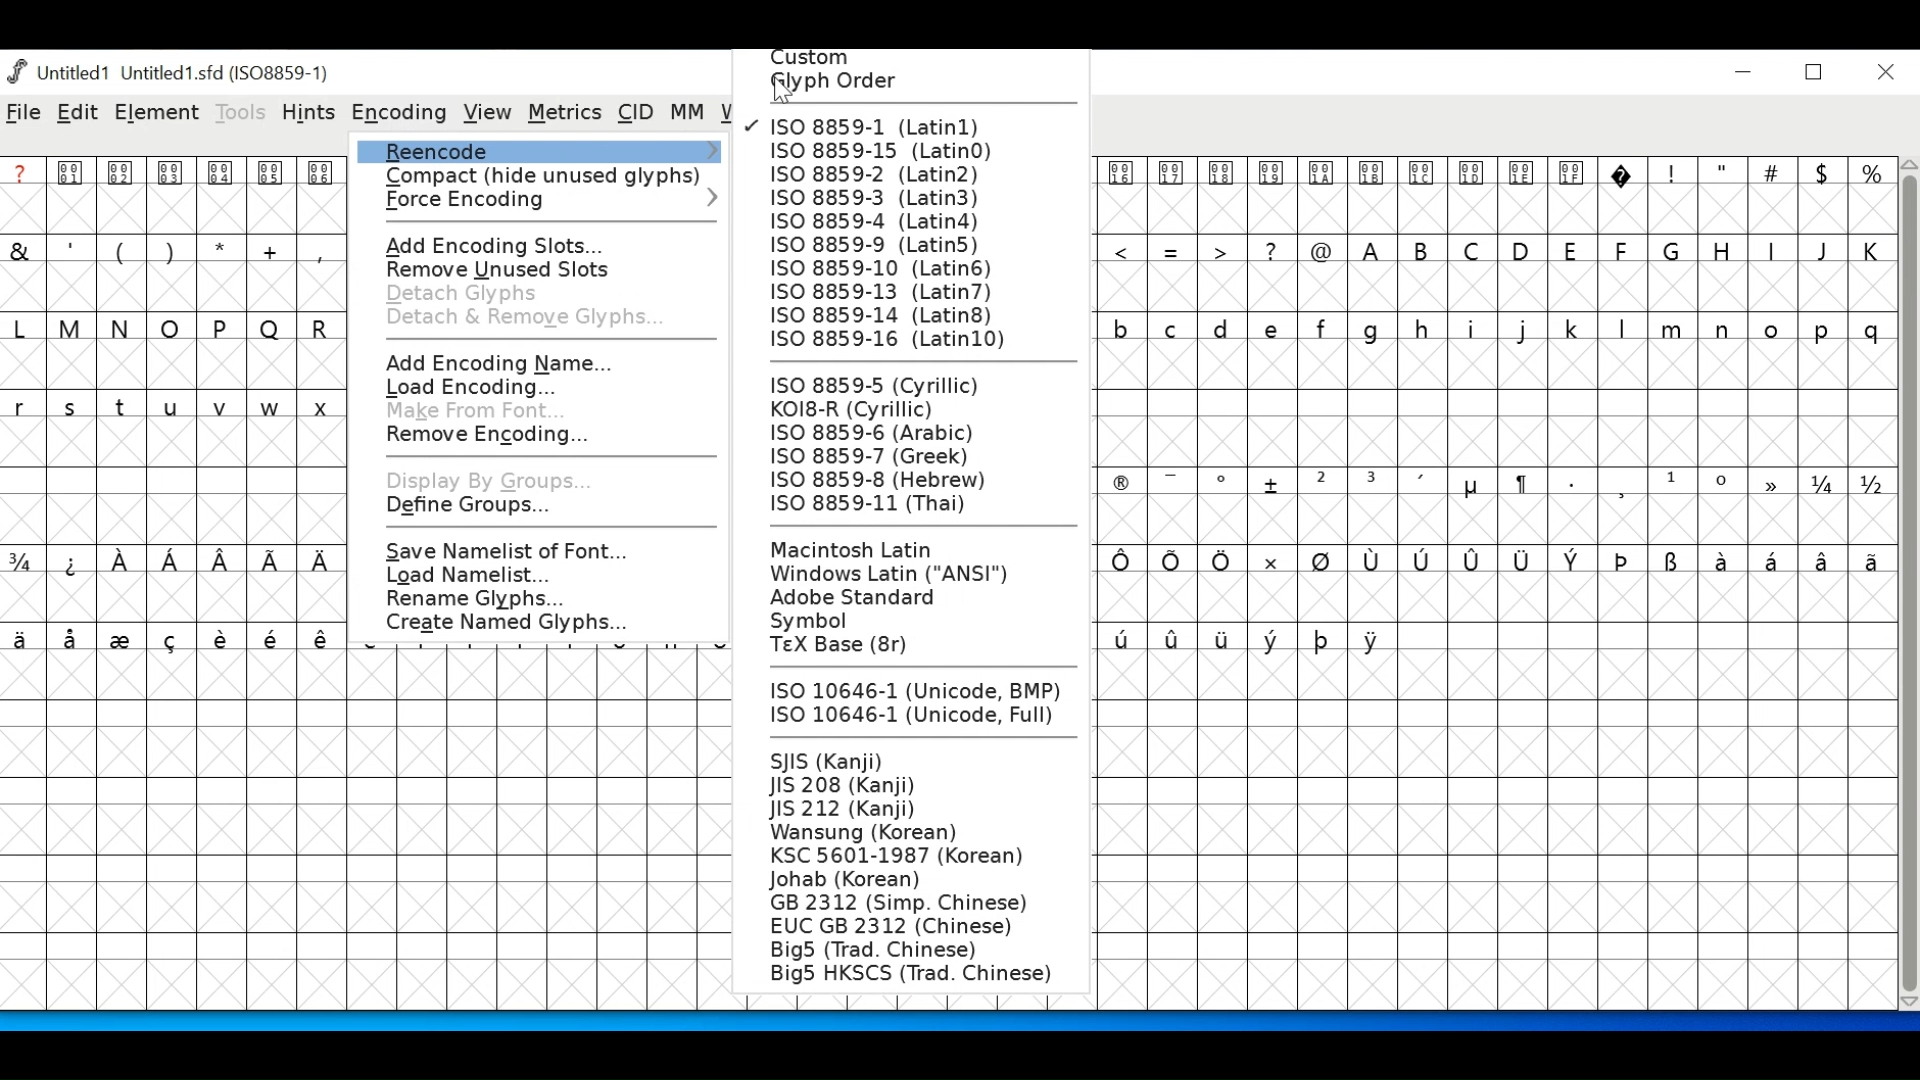 Untitled1 Untitled1.sfd (ISO8859-1)
File Edit Element Tools Hints Encoding View Metrics CID MM
Reencode
Compact (hide unused glyphs)
Force Encoding
Add Encoding Slots...
Remove Unused Slots
Detach Glyphs
Detach & Remove Glyphs...
Add Encoding Name...
Load Encoding...
Make From Font...
Remove Encoding...
Display By Groups...
Define Groups...
Save Namelist of Font...
Load Namelist...
Rename Glyphs...
Create Named Glyphs...
Custom
Glyph Order
✓ ISO 8859-1 (Latin1)
ISO 8859-15 (Latin0)
ISO 8859-2 (Latin2)
ISO 8859-3 (Latin3)
ISO 8859-4 (Latin4)
ISO 8859-9 (Latin5)
ISO 8859-10 (Latin6)
ISO 8859-13 (Latin7)
ISO 8859-14 (Latin8)
ISO 8859-16 (Latin10)
ISO 8859-5 (Cyrillic)
KOI8-R (Cyrillic)
ISO 8859-6 (Arabic)
ISO 8859-7 (Greek)
ISO 8859-8 (Hebrew)
ISO 8859-11 (Thai)
Macintosh Latin
Windows Latin ("ANSI")
Adobe Standard
Symbol
TεX Base (8r)
ISO 10646-1 (Unicode, BMP)
ISO 10646-1 (Unicode, Full)
SJIS (Kanji)
JIS 208 (Kanji)
JIS 212 (Kanji)
Wansung (Korean)
KSC 5601-1987 (Korean)
Johab (Korean)
GB 2312 (Simp. Chinese)
EUC GB 2312 (Chinese)
Big5 (Trad. Chinese)
Big5 HKSCS (Trad. Chinese)
? 0001 0002 0003 0004 0005 0006
& ' ( ) * + ,
L M N O P Q R
r s t u v w x
¾ ¿ À Á Â Ã Ä
ä å æ ç è é ê
0016 0017 0018 0019 001A 001B 001C 001D 001E 001F � ! " # $ %
< = > ? @ A B C D E F G H I J K
b c d e f g h i j k l m n o p q
® ¯ ° ± ² ³ ´ µ ¶ · ¸ ¹ º » ¼ ½
Ô Õ Ö × Ø Ù Ú Û Ü Ý Þ ß à á â ã
ú û ü ý þ ÿ